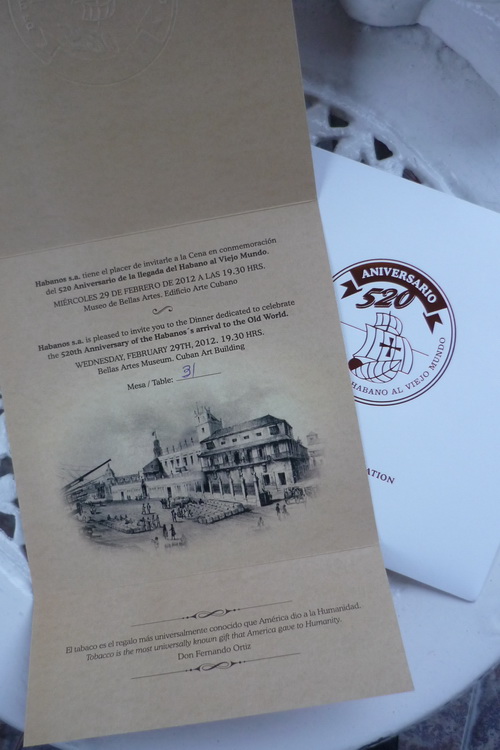 Habanos s.a. tiene el placer de invitarle a la Cena en conmemoración
del 520 Aniversario de la llegada del Habano al Viejo Mundo.
MIÉRCOLES 29 DE FEBRERO DE 2012 A LAS 19.30 HRS.
Museo de Bellas Artes. Edificio Arte Cubano
Habanos s.a. is pleased to invite you to the Dinner dedicated to celebrate
the 520th Anniversary of the Habanos´s arrival to the Old World.
WEDNESDAY, FEBRUARY 29TH, 2012. 19.30 HRS.
Bellas Artes Museum. Cuban Art Building
Mesa / Table: 31
El tabaco es el regalo más universalmente conocido que América dio a la Humanidad.
Tobacco is the most universally known gift that America gave to Humanity.
Don Fernando Ortiz
ANIVERSARIO
520
HABANO AL VIEJO MUNDO
ATION